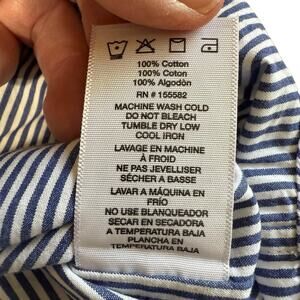 100% Cotton
100% Coton
100% Algodón
RN # 155582
MACHINE WASH COLD
DO NOT BLEACH
TUMBLE DRY LOW
COOL IRON
LAVAGE EN MACHINE
À FROID
NE PAS JEVELLISER
SÉCHER A BASSE
LAVAR A MÁQUINA EN
FRÍO
NO USE BLANQUEADOR
SECAR EN SECADORA
A TEMPERATURA BAJA
PLANCHA EN
TEMPERATURA BAJA